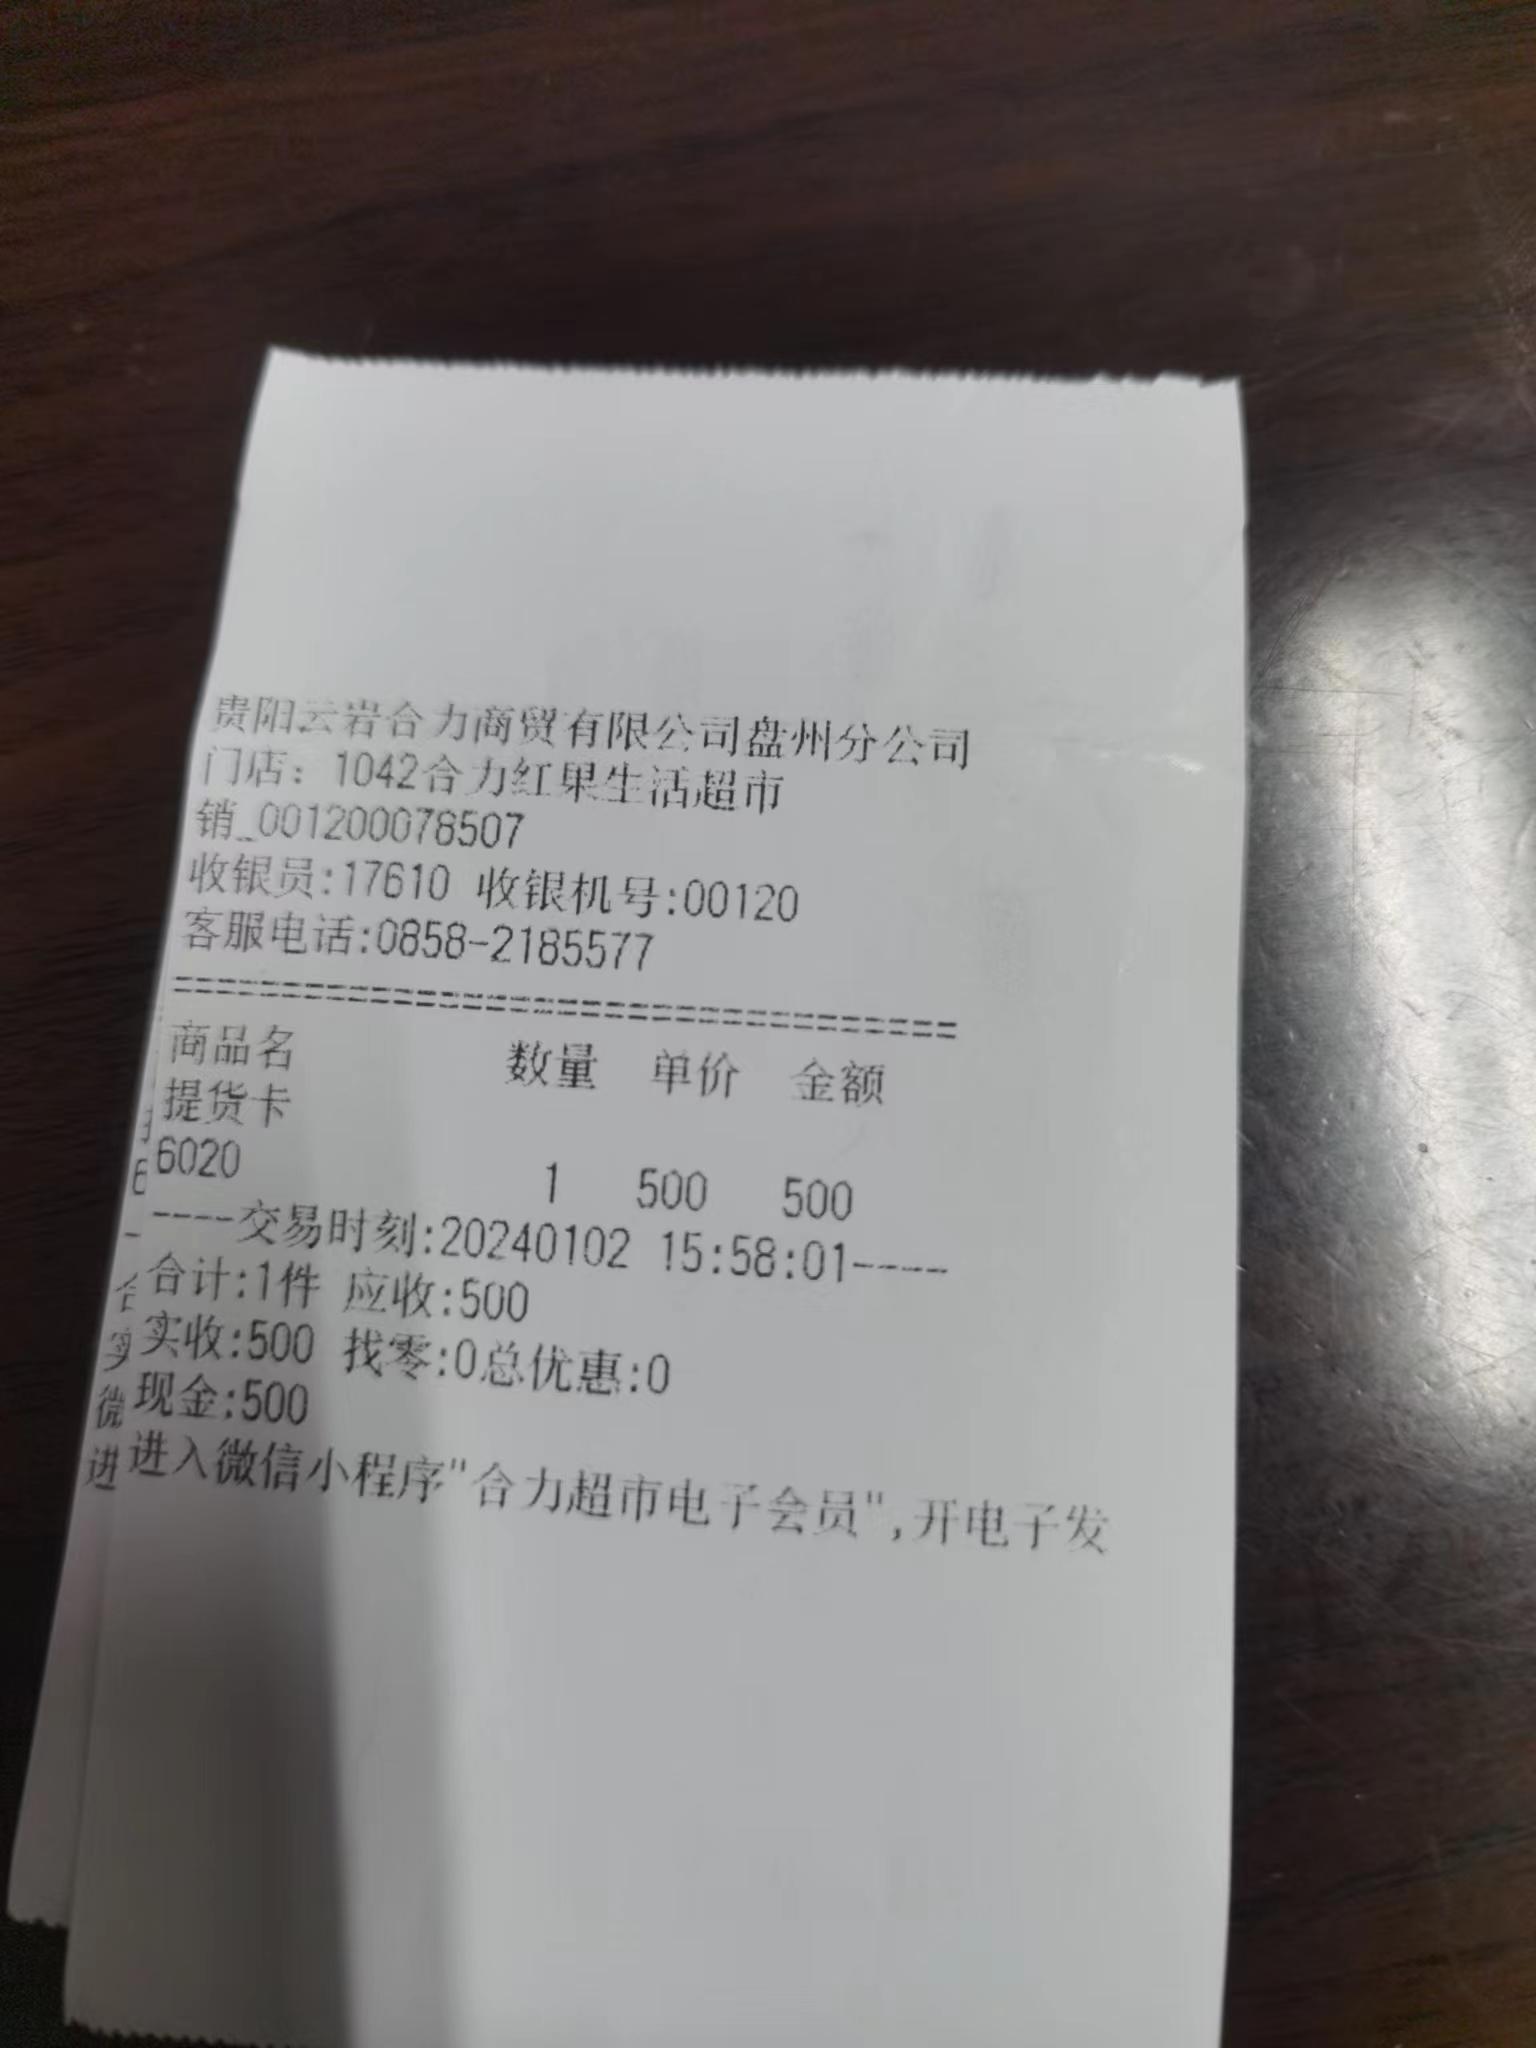 贵阳云岩合力商贸有限公司盘州分公司
门店：1042合力红果生活超市
销_001200078507
收银员:17610 收银机号:00120
客服电话:0858-2185577
===================================
商品名 数量 单价 金额
提货卡
6020 1 500 500
----交易时刻:20240102 15:58:01----
合计:1件 应收:500
实收:500 找零:0总优惠:0
现金:500
进入微信小程序"合力超市电子会员",开电子发
6
实
微
进